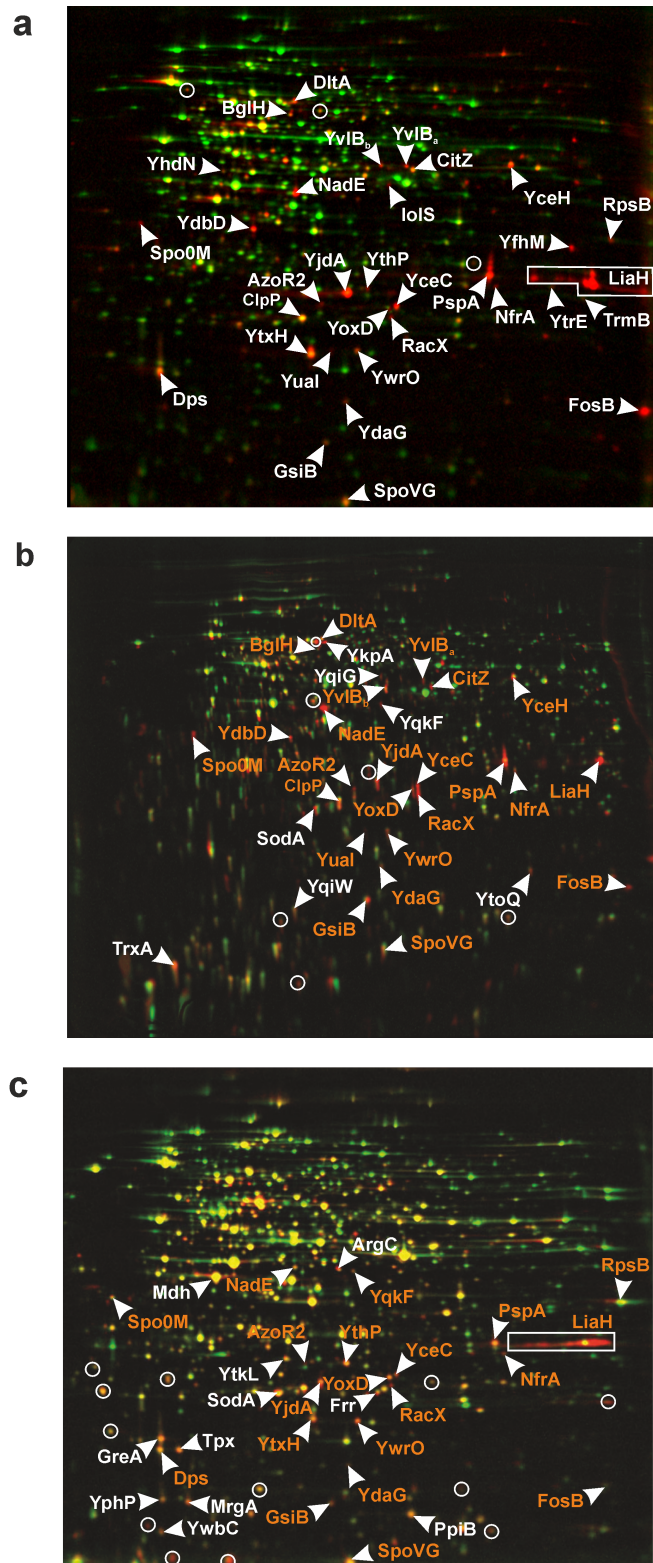 a
DltA
BglH
YvlBb YvlBa
CitZ
YhdN
NadE
IolS
YceH
RpsB
YdbD
Spo0M
YfhM
YjdA YthP
AzoR2
ClpP
YceC
PspA
LiaH
NfrA
YtrE TrmB
YtxH
YoxD
RacX
YuaI YwrO
Dps
FosB
YdaG
GsiB
SpoVG
b
DltA
BglH
YkpA
YvlBa
YqiG
CitZ
YvlBb
YceH
YqkF
YdbD
NadE
Spo0M
YjdA
AzoR2
YceC
ClpP
PspA
LiaH
NfrA
YoxD
RacX
SodA
YuaI YwrO
YqiW
YdaG
YtoQ
FosB
GsiB
SpoVG
TrxA
c
ArgC
Mdh
NadE
YqkF
RpsB
Spo0M
PspA
LiaH
AzoR2
YthP
YceC
YtkL
NfrA
YoxD
SodA
YjdA
Frr
RacX
YtxH
YwrO
GreA
Tpx
Dps
YdaG
YphP
MrgA
GsiB
PpiB
FosB
YwbC
SpoVG